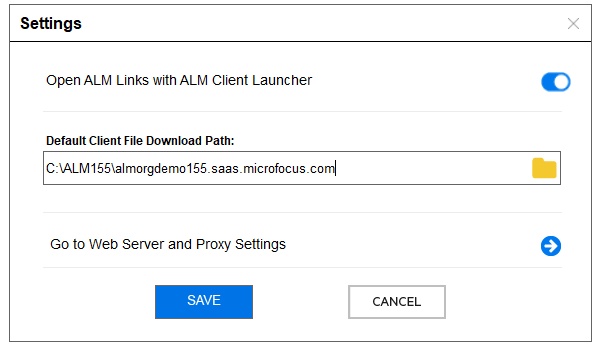 Settings
Open ALM Links with ALM Client Launcher
Default Client File Download Path:
C:\ALM155\almorgdemo155.saas.microfocus.com
Go to Web Server and Proxy Settings
SAVE
CANCEL